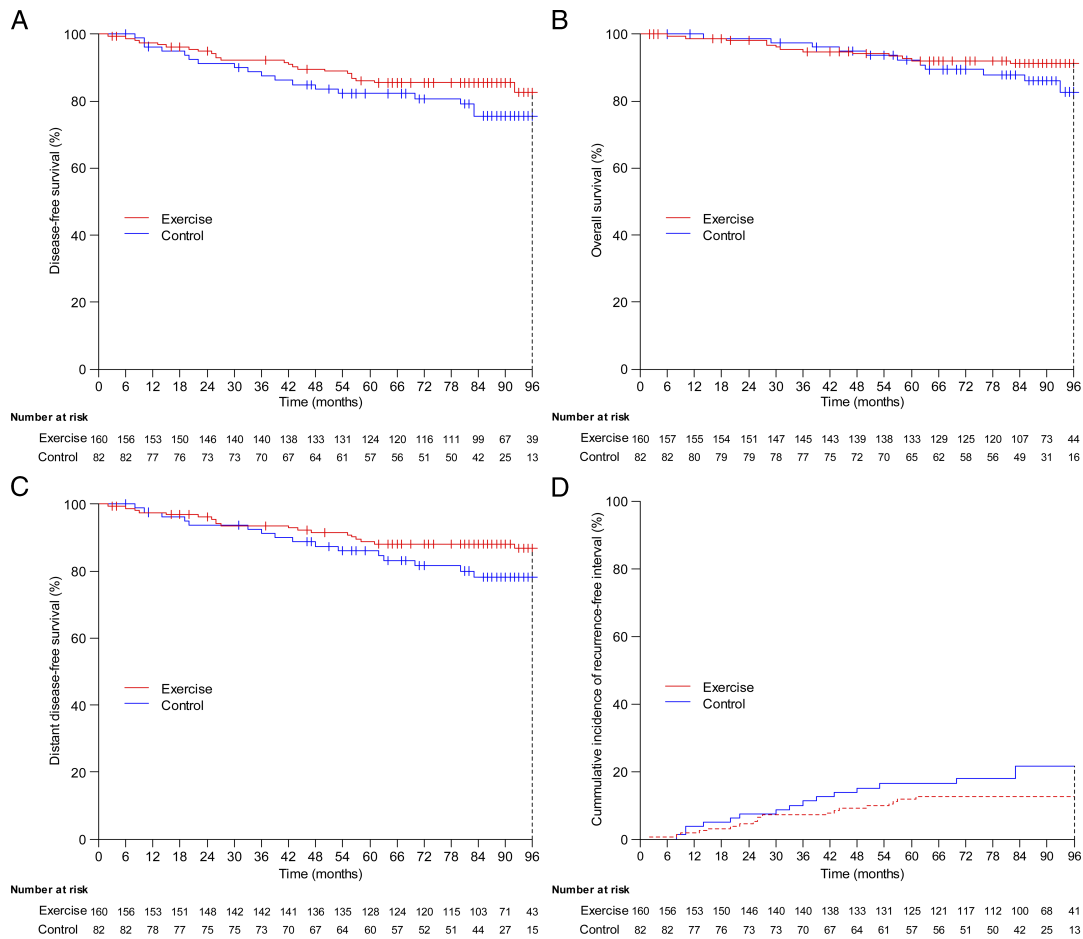 A
100
80
60
40
20
0
Disease-free survival (%)
Exercise
Control
0 6 12 18 24 30 36 42 48 54 60 66 72 78 84 90 96
Time (months)
Number at risk
Exercise 160 156 153 150 146 140 140 138 133 131 124 120 116 111 99 67 39
Control 82 82 77 76 73 73 70 67 64 61 57 56 51 50 42 25 13
B
100
80
60
40
20
0
Overall survival (%)
Exercise
Control
0 6 12 18 24 30 36 42 48 54 60 66 72 78 84 90 96
Time (months)
Number at risk
Exercise 160 157 155 154 151 147 145 143 139 138 133 129 125 120 107 73 44
Control 82 82 80 79 79 78 77 75 72 70 65 62 58 56 49 31 16
C
100
80
60
40
20
0
Distant disease-free survival (%)
Exercise
Control
0 6 12 18 24 30 36 42 48 54 60 66 72 78 84 90 96
Time (months)
Number at risk
Exercise 160 156 153 151 148 142 142 141 136 135 128 124 120 115 103 71 43
Control 82 82 78 77 75 75 73 70 67 64 60 57 52 51 44 27 15
D
100
80
60
40
20
0
Cummulative incidence of recurrence-free interval (%)
Exercise
Control
0 6 12 18 24 30 36 42 48 54 60 66 72 78 84 90 96
Time (months)
Number at risk
Exercise 160 156 153 150 146 140 140 138 133 131 125 121 117 112 100 68 41
Control 82 82 77 76 73 73 70 67 64 61 57 56 51 50 42 25 13